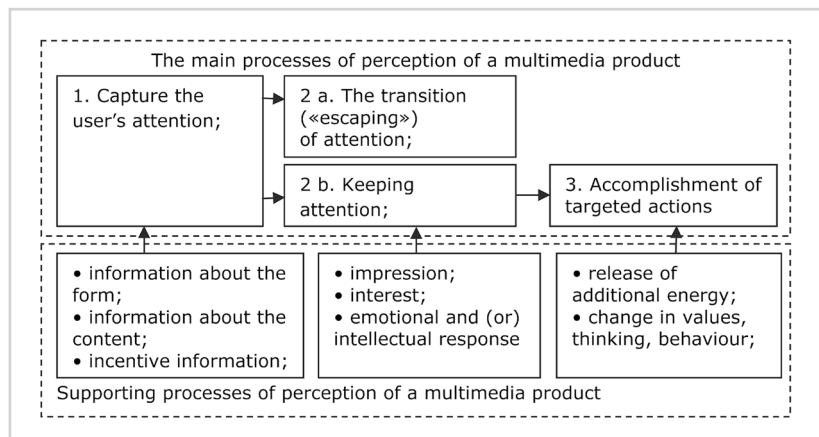 The main processes of perception of a multimedia product
1. Capture the
user’s attention;
2 a. The transition
(«escaping»)
of attention;
2 b. Keeping
attention;
3. Accomplishment of
targeted actions
• information about the
form;
• information about the
content;
• incentive information;
• impression;
• interest;
• emotional and (or)
intellectual response
• release of
additional energy;
• change in values,
thinking, behaviour;
Supporting processes of perception of a multimedia product